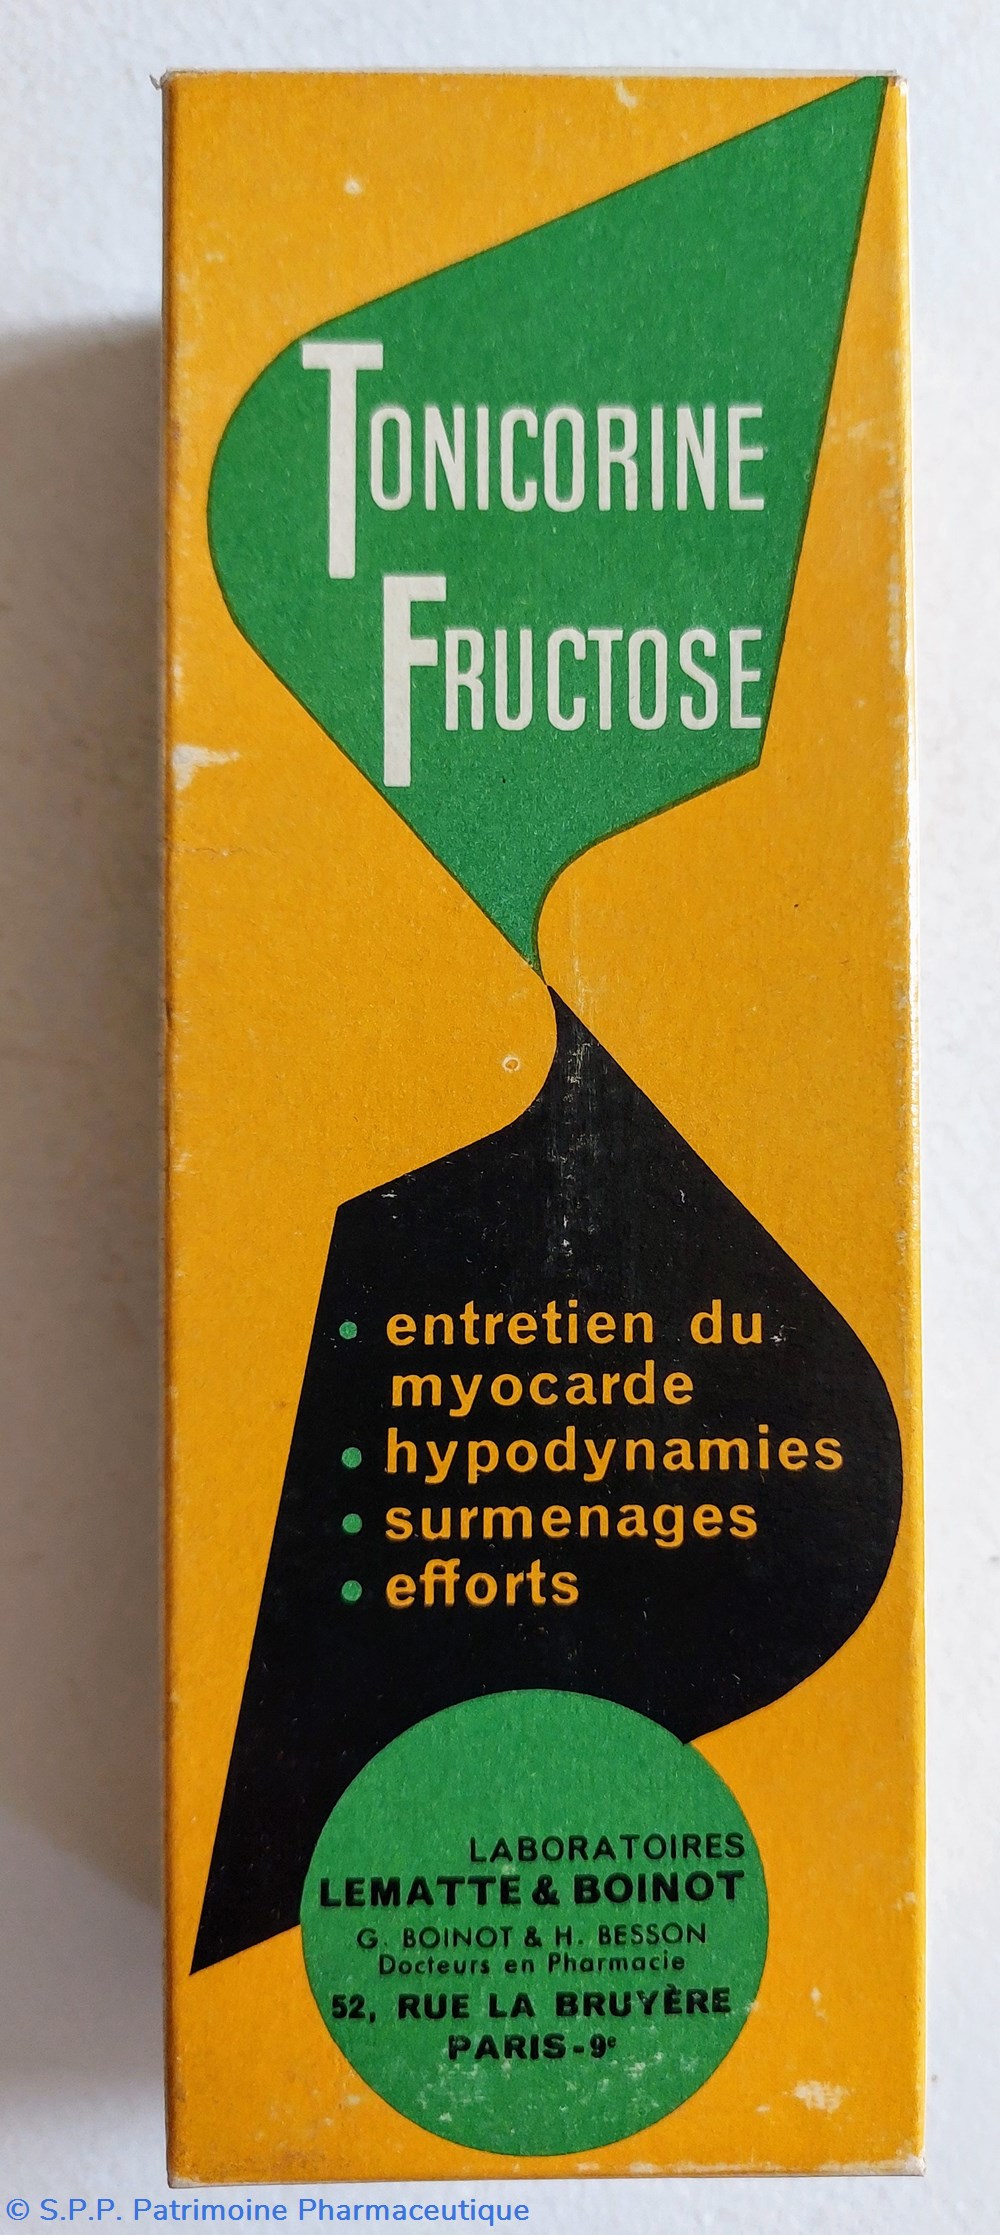 TONICORINE
FRUCTOSE
• entretien du
myocarde
• hypodynamies
• surmenages
• efforts
LABORATOIRES
LEMATTE & BOINOT
G. BOINOT & H. BESSON
Docteurs en Pharmacie
52, RUE LA BRUYÈRE
PARIS-9e
© S.P.P. Patrimoine Pharmaceutique